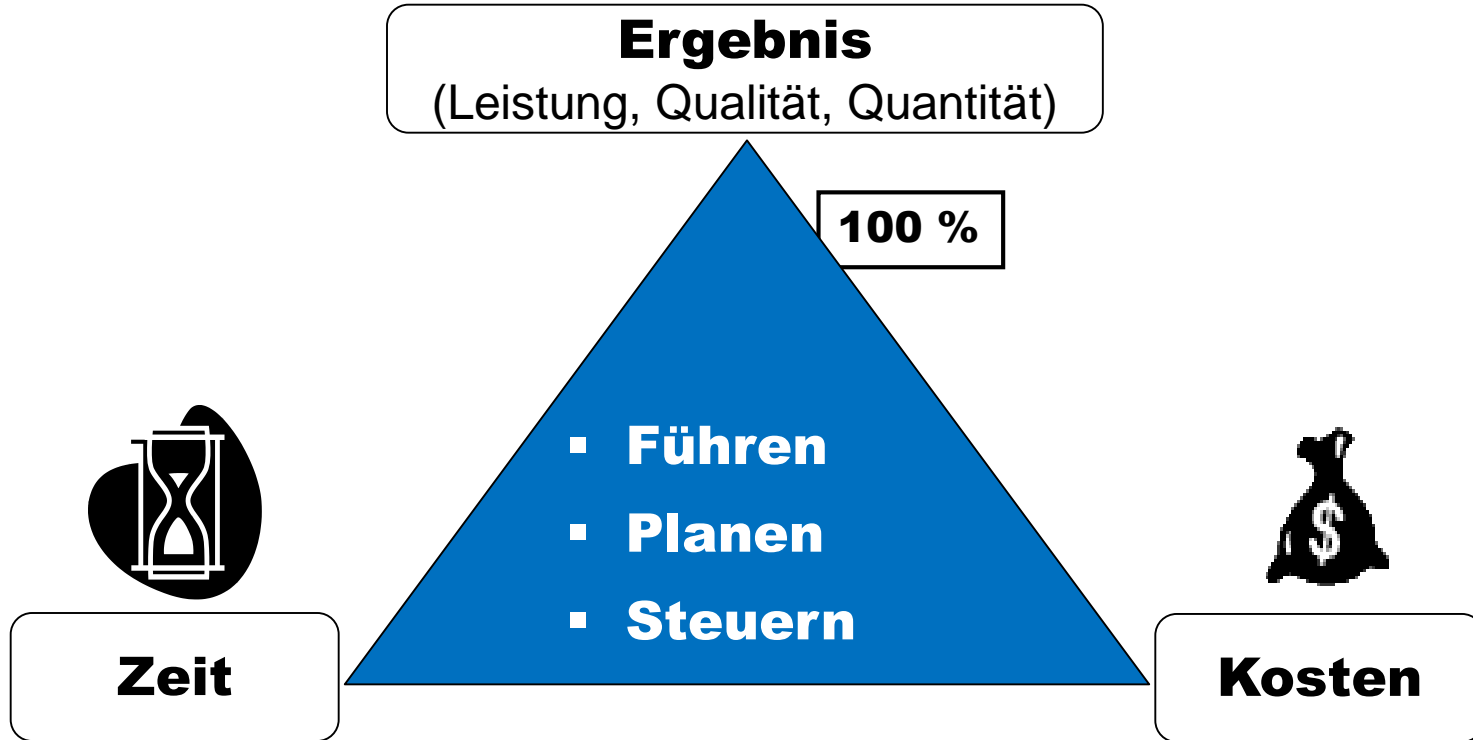 Ergebnis
(Leistung, Qualität, Quantität)
100 %
▪ Führen
▪ Planen
▪ Steuern
$
Zeit
Kosten